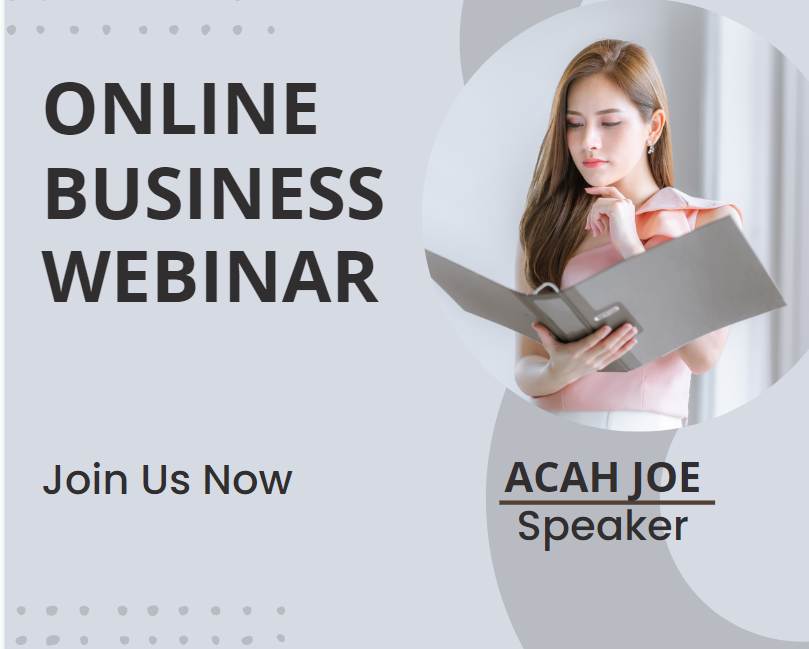 ONLINE
BUSINESS
WEBINAR
Join Us Now
ACAH JOE
Speaker